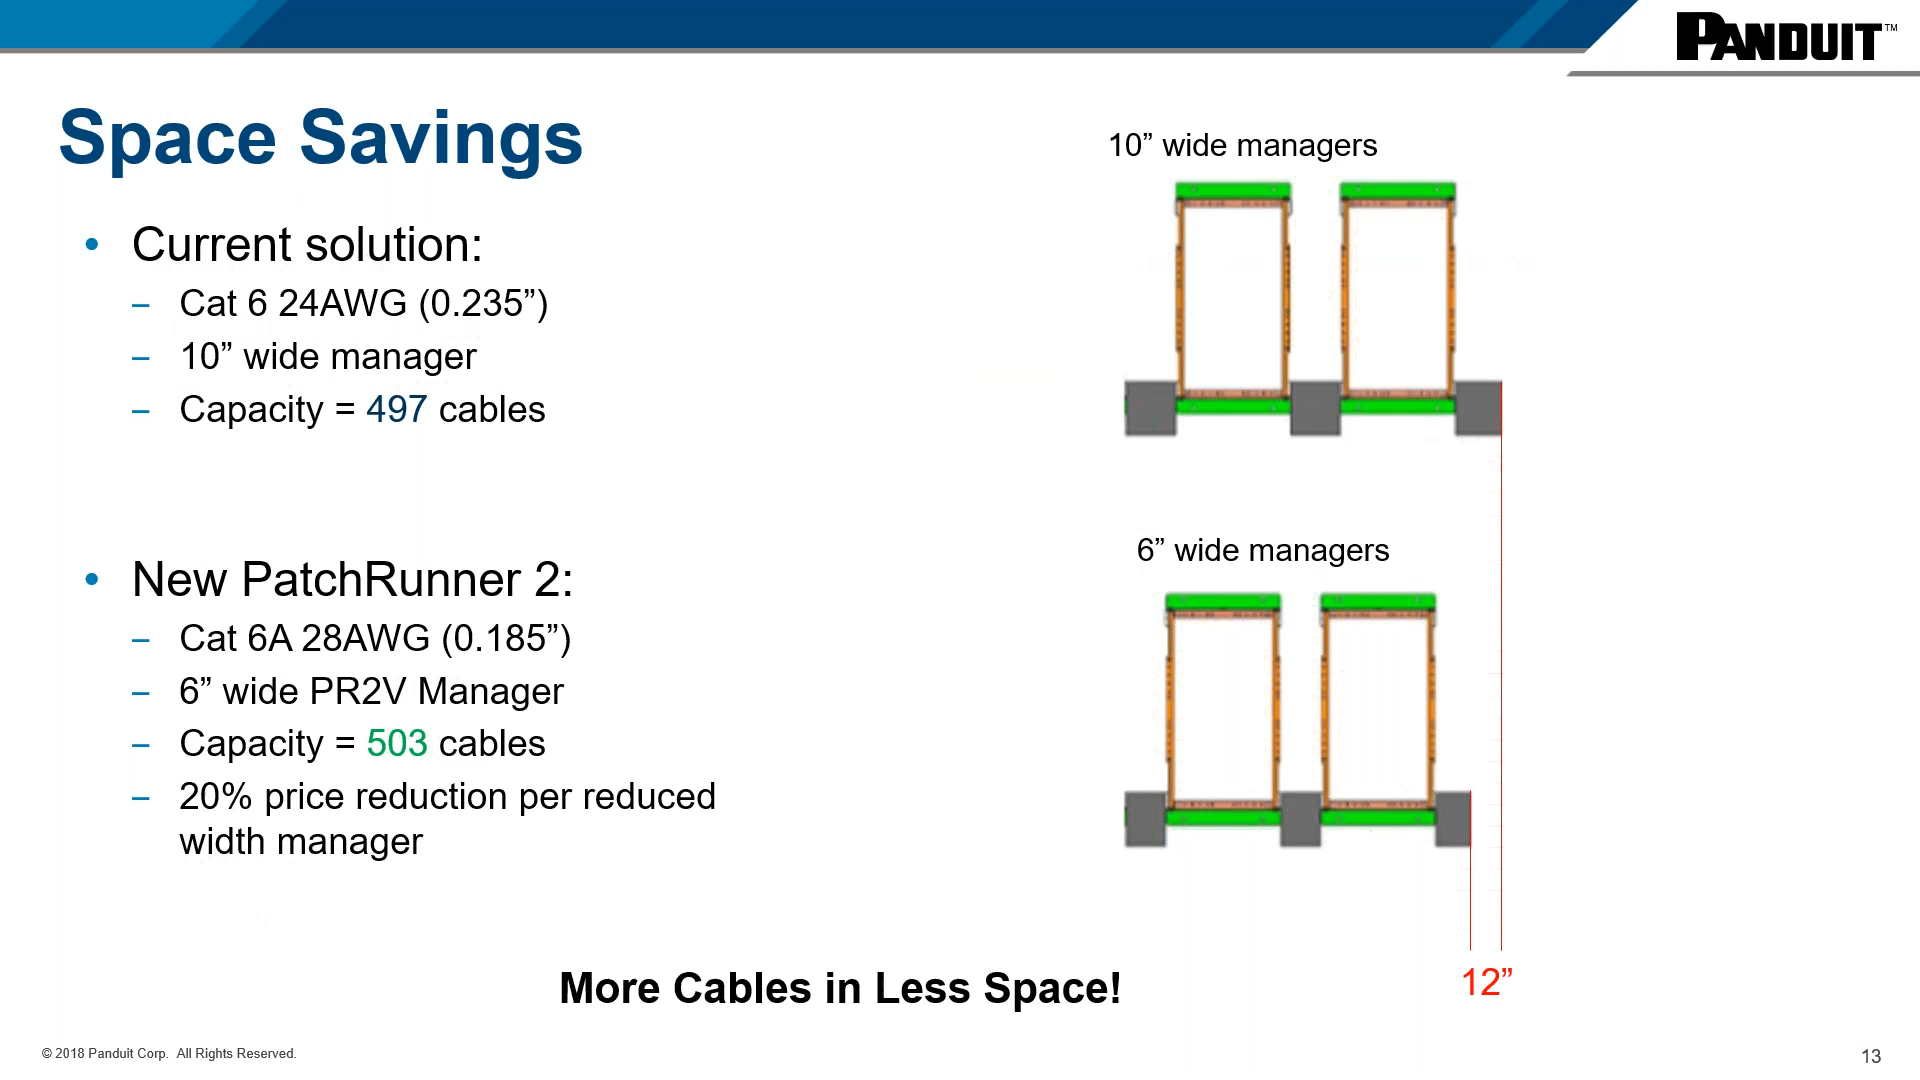 PANDUIT™
Space Savings
• Current solution:
– Cat 6 24AWG (0.235”)
– 10” wide manager
– Capacity = 497 cables
• New PatchRunner 2:
– Cat 6A 28AWG (0.185”)
– 6” wide PR2V Manager
– Capacity = 503 cables
– 20% price reduction per reduced
width manager
10” wide managers
6” wide managers
12”
More Cables in Less Space!
© 2018 Panduit Corp. All Rights Reserved.
13